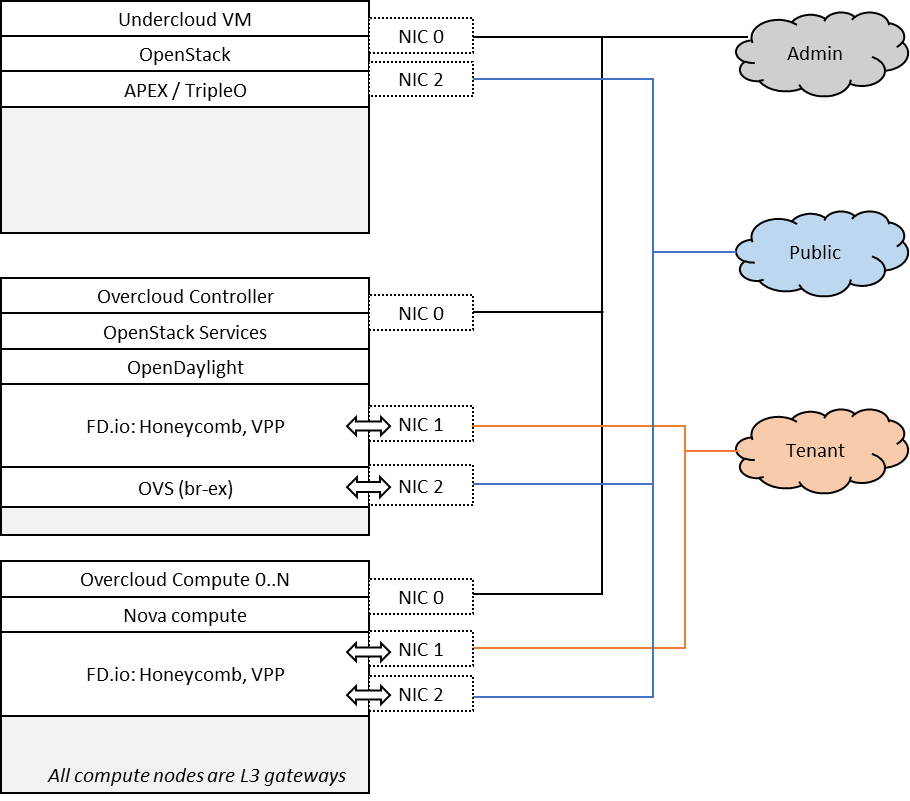 Undercloud VM
OpenStack
APEX / TripleO
NIC 0
NIC 2
Admin
Public
Overcloud Controller
OpenStack Services
OpenDaylight
FD.io: Honeycomb, VPP
OVS (br-ex)
NIC 0
NIC 1
NIC 2
Tenant
Overcloud Compute 0..N
Nova compute
FD.io: Honeycomb, VPP
NIC 0
NIC 1
NIC 2
All compute nodes are L3 gateways